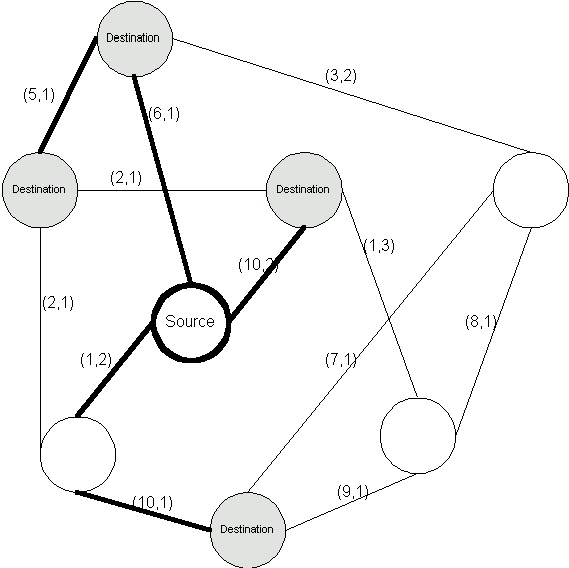 Destination
(3,2)
(5,1)
(6,1)
(2,1)
Destination
Destination
(1,3)
(10,2)
(2,1)
Source
(8,1)
(1,2)
(7,1)
(10,1)
(9,1)
Destination